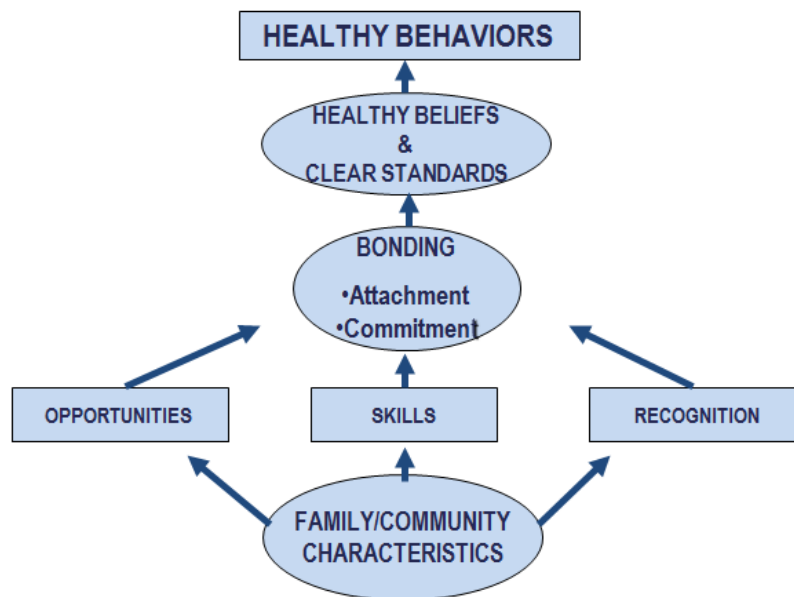 HEALTHY BEHAVIORS
HEALTHY BELIEFS
&
CLEAR STANDARDS
BONDING
•Attachment
•Commitment
OPPORTUNITIES
SKILLS
RECOGNITION
FAMILY/COMMUNITY
CHARACTERISTICS